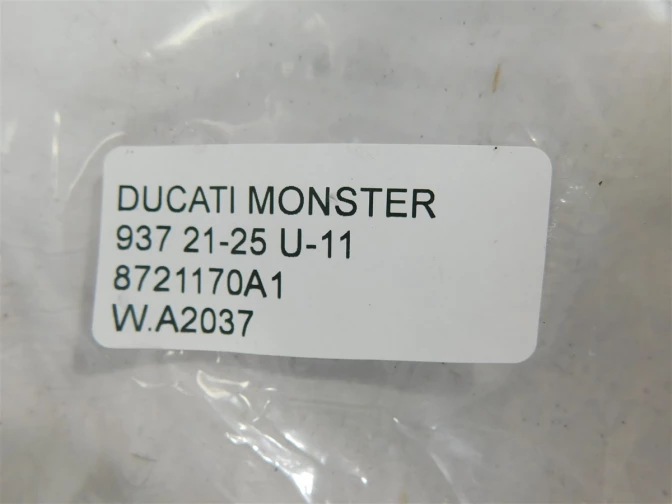 DUCATI MONSTER
937 21-25 U-11
8721170A1
W.A2037